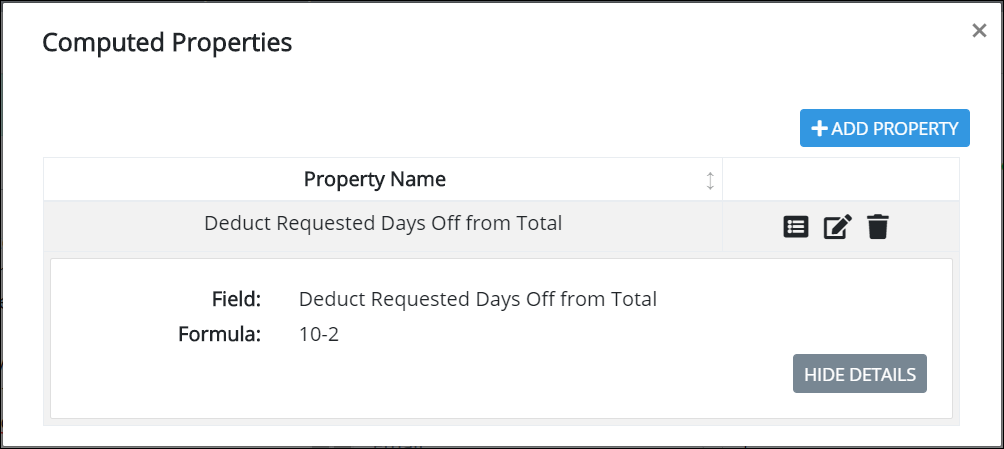 Computed Properties
×
ADD PROPERTY
Property Name
Deduct Requested Days Off from Total
Field: Deduct Requested Days Off from Total
Formula: 10-2
HIDE DETAILS